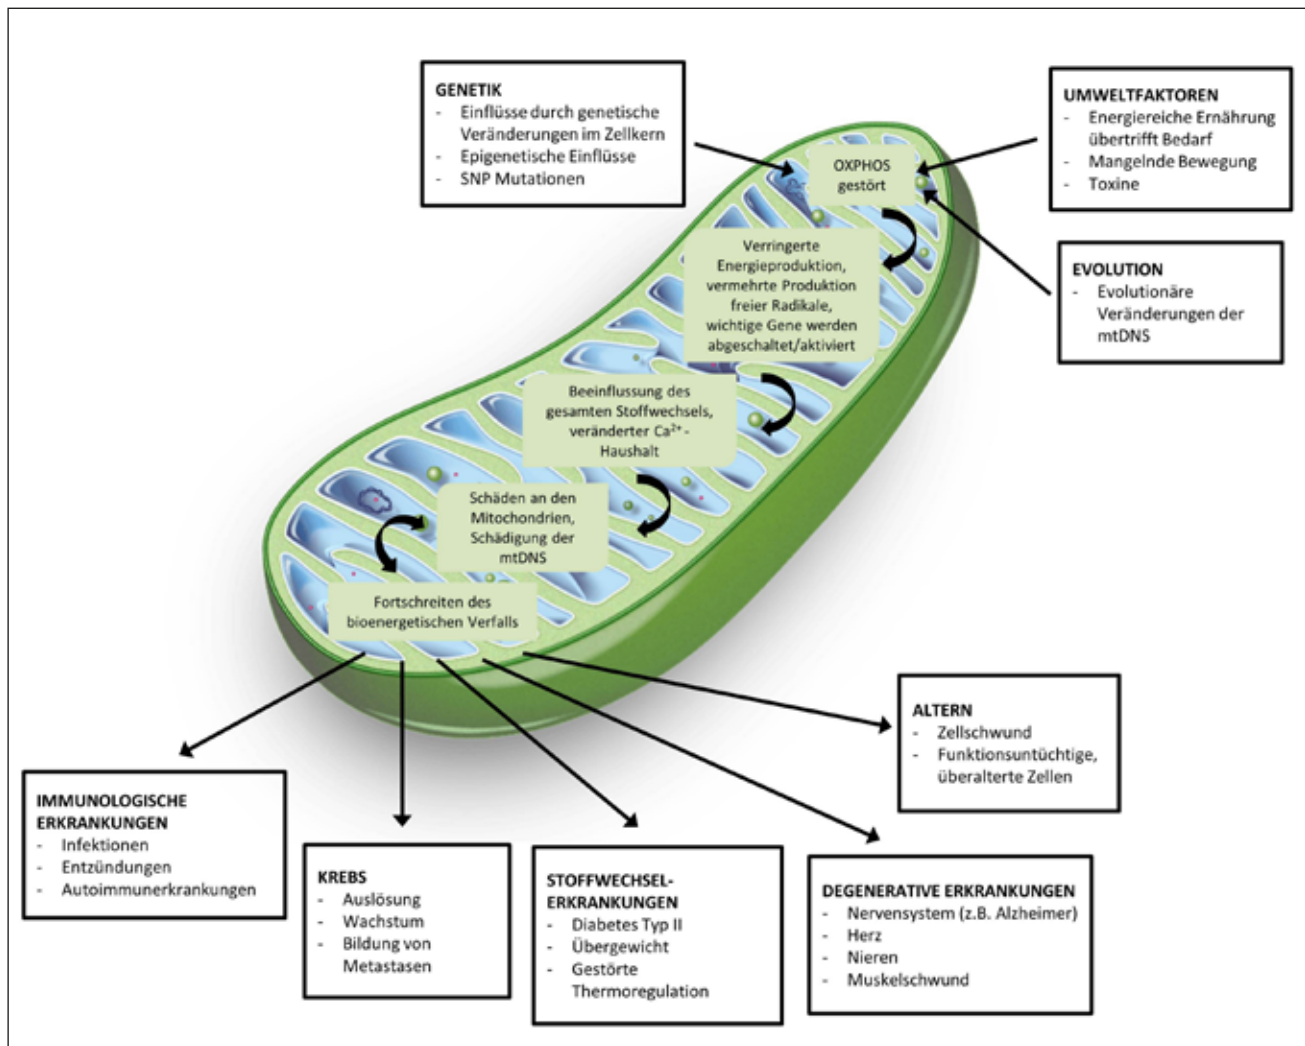 GENETIK
- Einflüsse durch genetische
Veränderungen im Zellkern
- Epigenetische Einflüsse
- SNP Mutationen
UMWELTFAKTOREN
- Energiereiche Ernährung
übertrifft Bedarf
- Mangelnde Bewegung
- Toxine
EVOLUTION
- Evolutionäre
Veränderungen der
mtDNS
OXPHOS
gestört
Verringerte
Energieproduktion,
vermehrte Produktion
freier Radikale,
wichtige Gene werden
abgeschaltet/aktiviert
Beeinflussung des
gesamten Stoffwechsels,
veränderter Ca²⁺ -
Haushalt
Schäden an den
Mitochondrien,
Schädigung der
mtDNS
Fortschreiten des
bioenergetischen Verfalls
IMMUNOLOGISCHE
ERKRANKUNGEN
- Infektionen
- Entzündungen
- Autoimmunerkrankungen
KREBS
- Auslösung
- Wachstum
- Bildung von
Metastasen
STOFFWECHSEL-
ERKRANKUNGEN
- Diabetes Typ II
- Übergewicht
- Gestörte
Thermoregulation
DEGENERATIVE ERKRANKUNGEN
- Nervensystem (z.B. Alzheimer)
- Herz
- Nieren
- Muskelschwund
ALTERN
- Zellschwund
- Funktionsuntüchtige,
überalterte Zellen